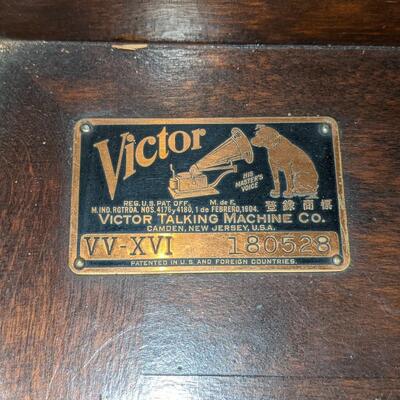 Victor
HIS
MASTER'S
VOICE
REG. U.S. PAT. OFF. M. de F. 標商錄登
M. IND. RGTRDA. NOS. 4176 y 4180, 1 de FEBRERO, 1904.
VICTOR TALKING MACHINE CO.
CAMDEN, NEW JERSEY, U.S.A.
VV-XVI 180528
PATENTED IN U.S. AND FOREIGN COUNTRIES.